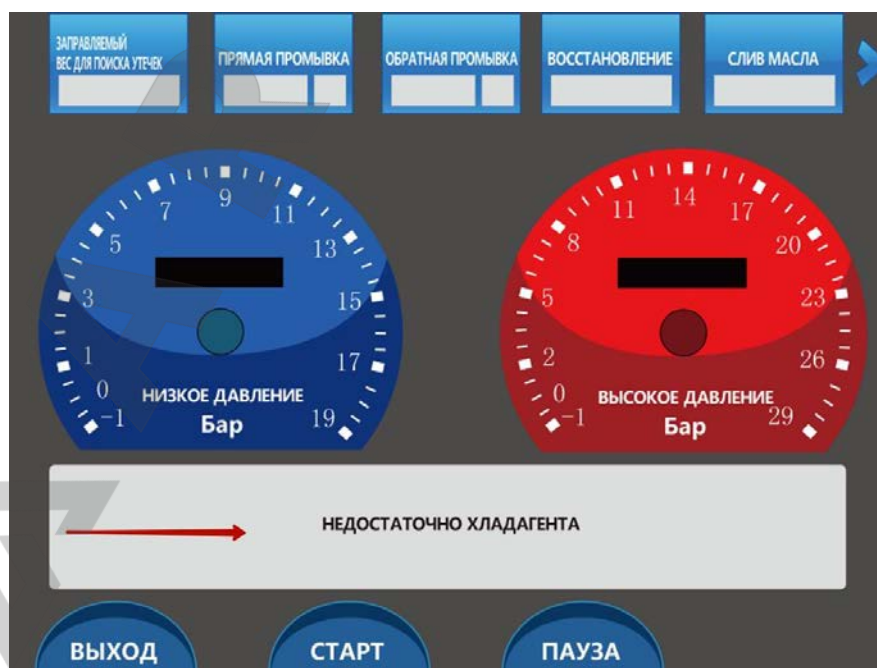 ЗАПРАВЛЯЕМЫЙ
ВЕС ДЛЯ ПОИСКА УТЕЧЕК
ПРЯМАЯ ПРОМЫВКА
ОБРАТНАЯ ПРОМЫВКА
ВОССТАНОВЛЕНИЕ
СЛИВ МАСЛА
-1
0
1
3
5
7
9
11
13
15
17
19
НИЗКОЕ ДАВЛЕНИЕ
Бар
-1
0
2
5
8
11
14
17
20
23
26
29
ВЫСОКОЕ ДАВЛЕНИЕ
Бар
НЕДОСТАТОЧНО ХЛАДАГЕНТА
ВЫХОД
СТАРТ
ПАУЗА